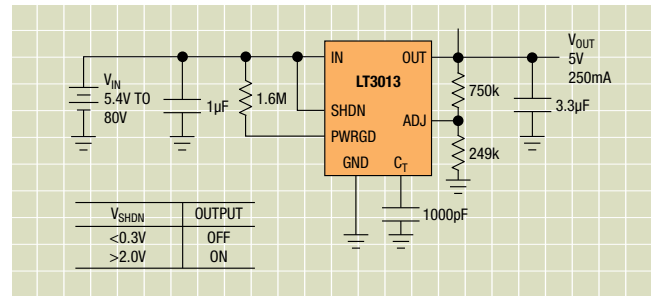 IN
OUT
LT3013
SHDN
ADJ
PWRGD
GND
CT
VIN
5.4V TO
80V
1µF
1.6M
750k
249k
VOUT
5V
250mA
3.3µF
1000pF
VSHDN OUTPUT
<0.3V OFF
>2.0V ON